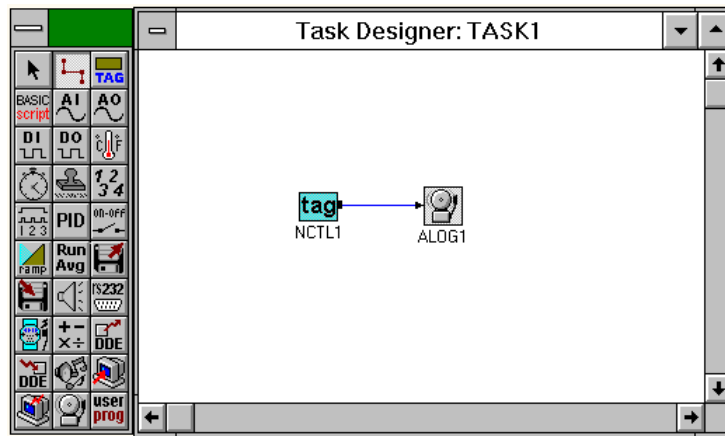 Task Designer: TASK1
TAG
BASIC
script
AI
AO
DI
DO
°C °F
1 2
3 4
1 2 3
PID
on-off
ramp
Run
Avg
rs232
+ -
× ÷
DDE
DDE
user
prog
tag
NCTL1
ALOG1